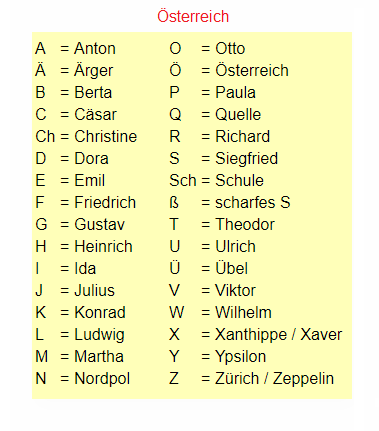 Österreich
A = Anton
Ä = Ärger
B = Berta
C = Cäsar
Ch = Christine
D = Dora
E = Emil
F = Friedrich
G = Gustav
H = Heinrich
I = Ida
J = Julius
K = Konrad
L = Ludwig
M = Martha
N = Nordpol
O = Otto
Ö = Österreich
P = Paula
Q = Quelle
R = Richard
S = Siegfried
Sch = Schule
ß = scharfes S
T = Theodor
U = Ulrich
Ü = Übel
V = Viktor
W = Wilhelm
X = Xanthippe / Xaver
Y = Ypsilon
Z = Zürich / Zeppelin